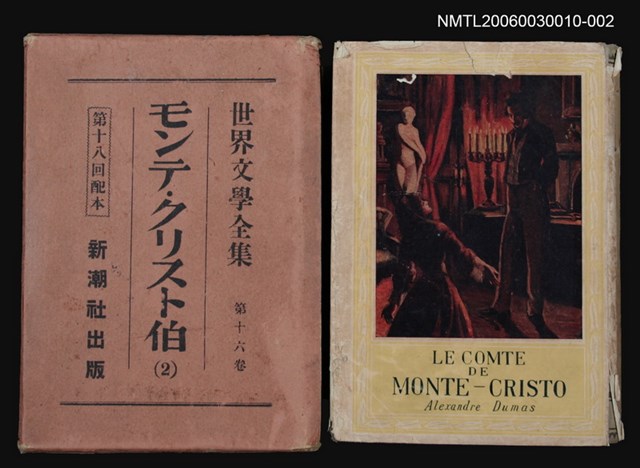 NMTL20060030010-002
世界文學全集 第十六卷
モンテ・クリスト伯(2)
第十八回配本
新潮社出版
LE COMTE
DE
MONTE-CRISTO
Alexandre Dumas